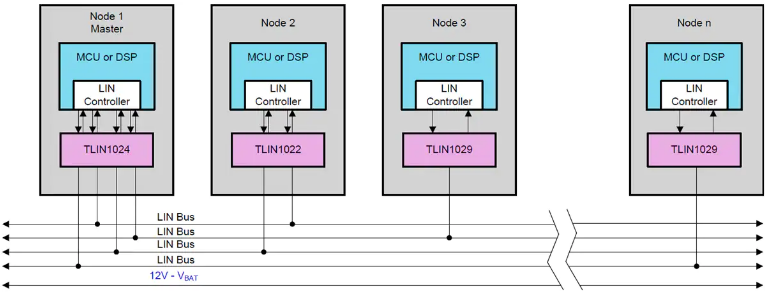 Node 1
Master
MCU or DSP
LIN
Controller
TLIN1024
Node 2
MCU or DSP
LIN
Controller
TLIN1022
Node 3
MCU or DSP
LIN
Controller
TLIN1029
Node n
MCU or DSP
LIN
Controller
TLIN1029
LIN Bus
LIN Bus
LIN Bus
LIN Bus
12V - VBAT